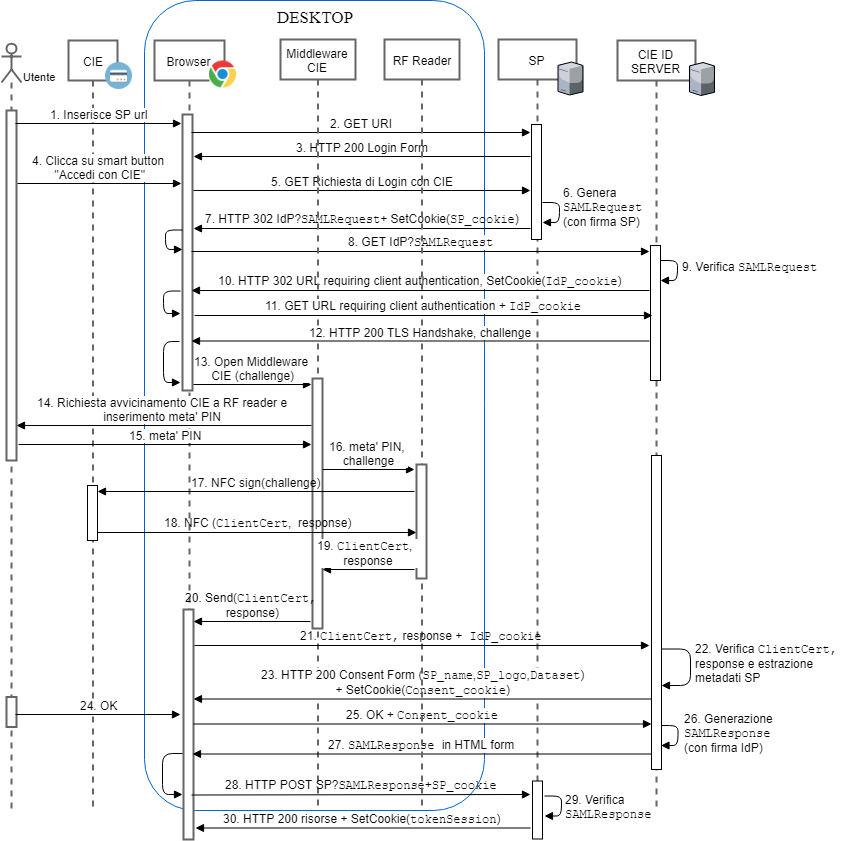 DESKTOP
Utente
CIE
Browser
Middleware
CIE
RF Reader
SP
CIE ID
SERVER
1. Inserisce SP url
2. GET URI
3. HTTP 200 Login Form
4. Clicca su smart button
"Accedi con CIE"
5. GET Richiesta di Login con CIE
6. Genera
SAMLRequest
(con firma SP)
7. HTTP 302 IdP?SAMLRequest+ SetCookie(SP_cookie)
8. GET IdP?SAMLRequest
9. Verifica SAMLRequest
10. HTTP 302 URL requiring client authentication, SetCookie(IdP_cookie)
11. GET URL requiring client authentication + IdP_cookie
12. HTTP 200 TLS Handshake, challenge
13. Open Middleware
CIE (challenge)
14. Richiesta avvicinamento CIE a RF reader e
inserimento meta' PIN
15. meta' PIN
16. meta' PIN,
challenge
17. NFC sign(challenge)
18. NFC (ClientCert, response)
19. ClientCert,
response
20. Send(ClientCert,
response)
21. ClientCert, response + IdP_cookie
22. Verifica ClientCert,
response e estrazione
metadati SP
23. HTTP 200 Consent Form (SP_name,SP_logo,Dataset)
+ SetCookie(Consent_cookie)
24. OK
25. OK + Consent_cookie
26. Generazione
SAMLResponse
(con firma IdP)
27. SAMLResponse in HTML form
28. HTTP POST SP?SAMLResponse+SP_cookie
29. Verifica
SAMLResponse
30. HTTP 200 risorse + SetCookie(tokenSession)